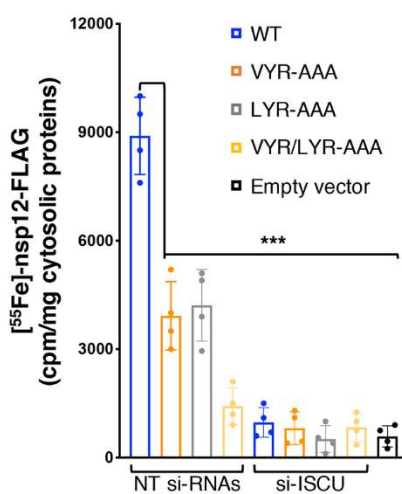 [⁵⁵Fe]-nsp12-FLAG
(cpm/mg cytosolic proteins)
12000
9000
6000
3000
0
WT
VYR-AAA
LYR-AAA
VYR/LYR-AAA
Empty vector
***
NT si-RNAs
si-ISCU